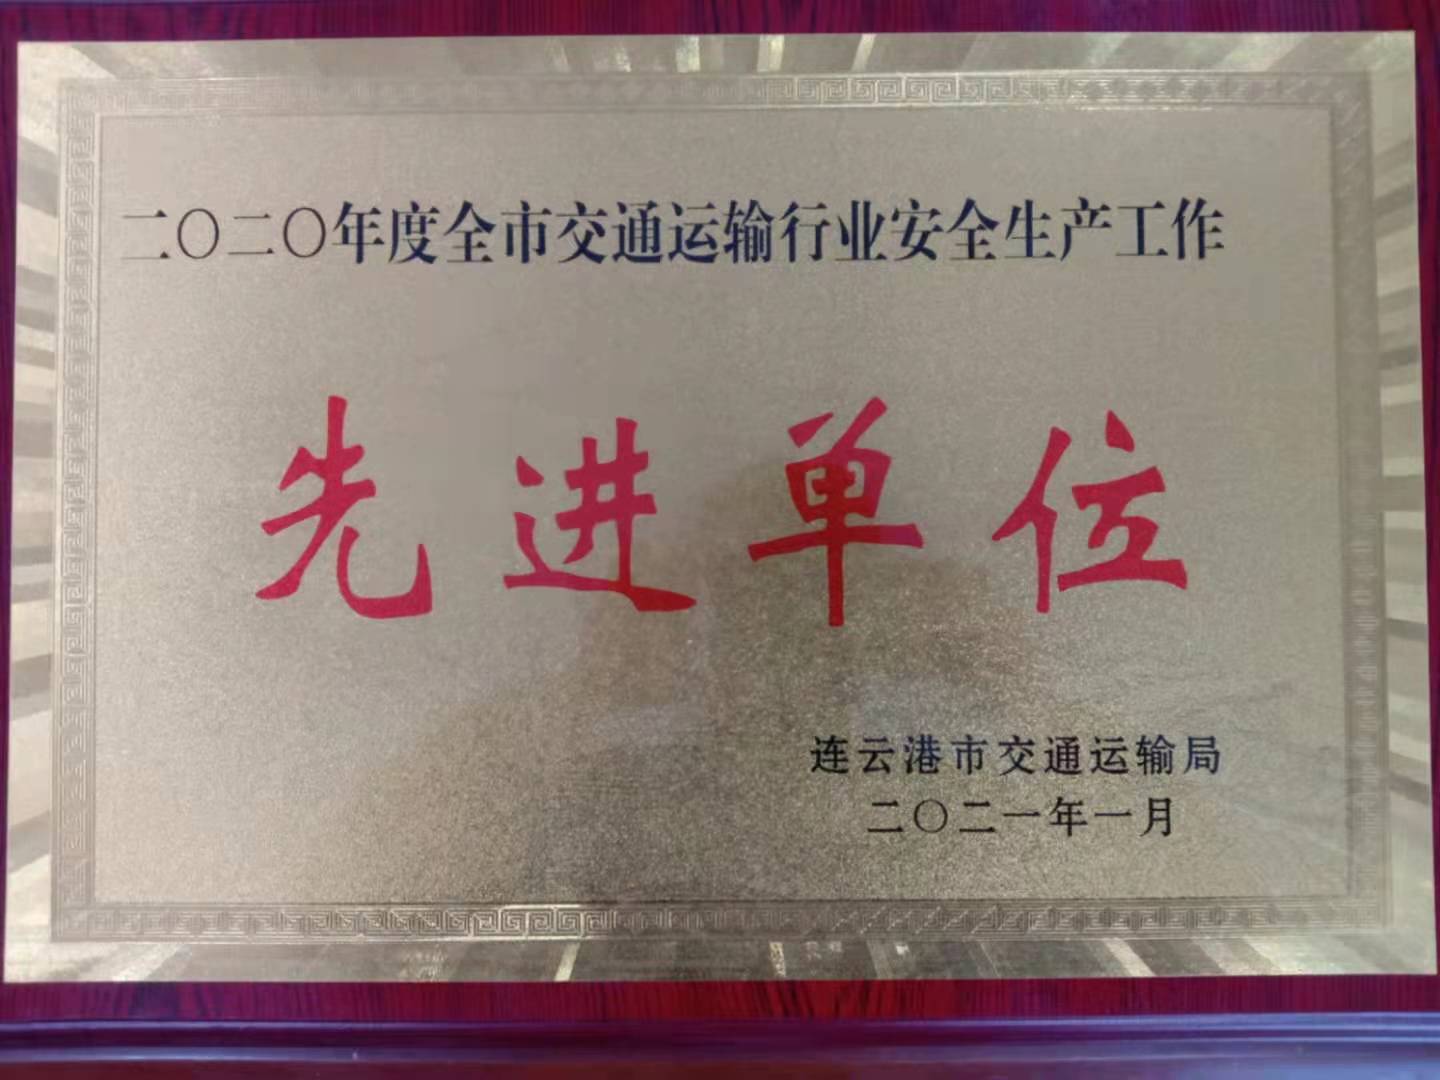 二〇二〇年度全市交通运输行业安全生产工作
先进单位
连云港市交通运输局
二〇二一年一月